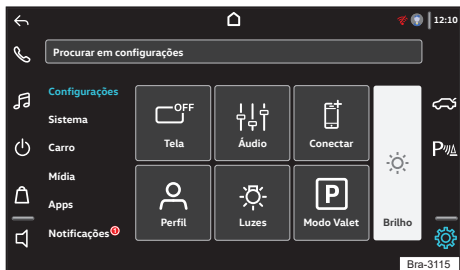 12:10
Procurar em configurações
Configurações
Sistema
Carro
Mídia
Apps
Notificações 1
OFF
Tela
Áudio
Conectar
Perfil
Luzes
P
Modo Valet
Brilho
P
Bra-3115